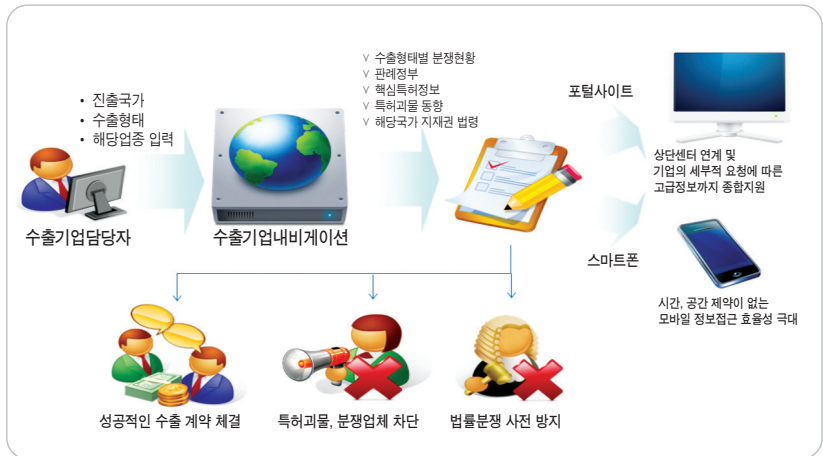 • 진출국가
• 수출형태
• 해당업종 입력
수출기업담당자
수출기업내비게이션
∨ 수출형태별 분쟁현황
∨ 판례정부
∨ 핵심특허정보
∨ 특허괴물 동향
∨ 해당국가 지재권 법령
포털사이트
상단센터 연계 및
기업의 세부적 요청에 따른
고급정보까지 종합지원
스마트폰
시간, 공간 제약이 없는
모바일 정보접근 효율성 극대
성공적인 수출 계약 체결
특허괴물, 분쟁업체 차단
법률분쟁 사전 방지